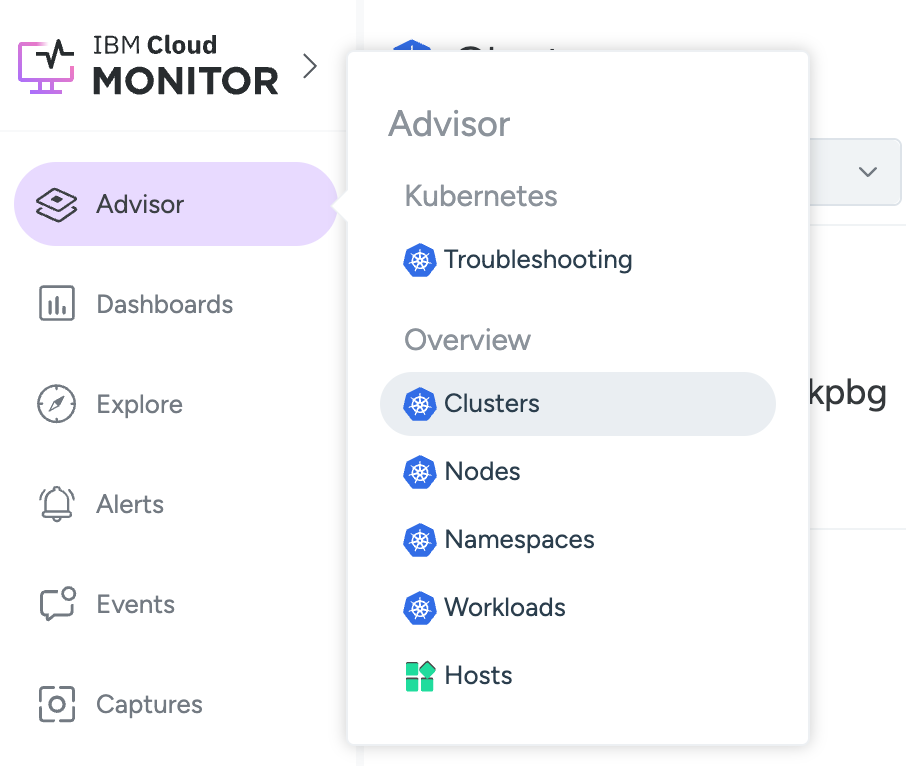 IBM Cloud
MONITOR
Advisor
Dashboards
Explore
Alerts
Events
Captures
Advisor
Kubernetes
Troubleshooting
Overview
Clusters
Nodes
Namespaces
Workloads
Hosts
kpbg